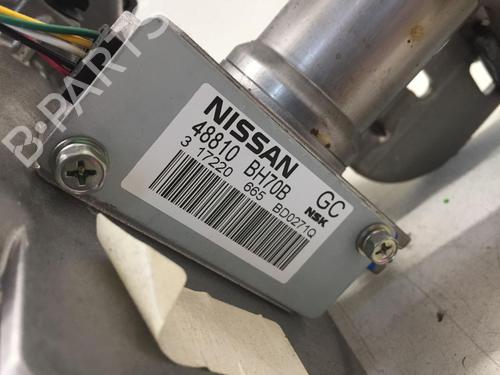 NISSAN
48810 BH70B GC
3 17220 665 BD0271Q NSK
B-PARTS